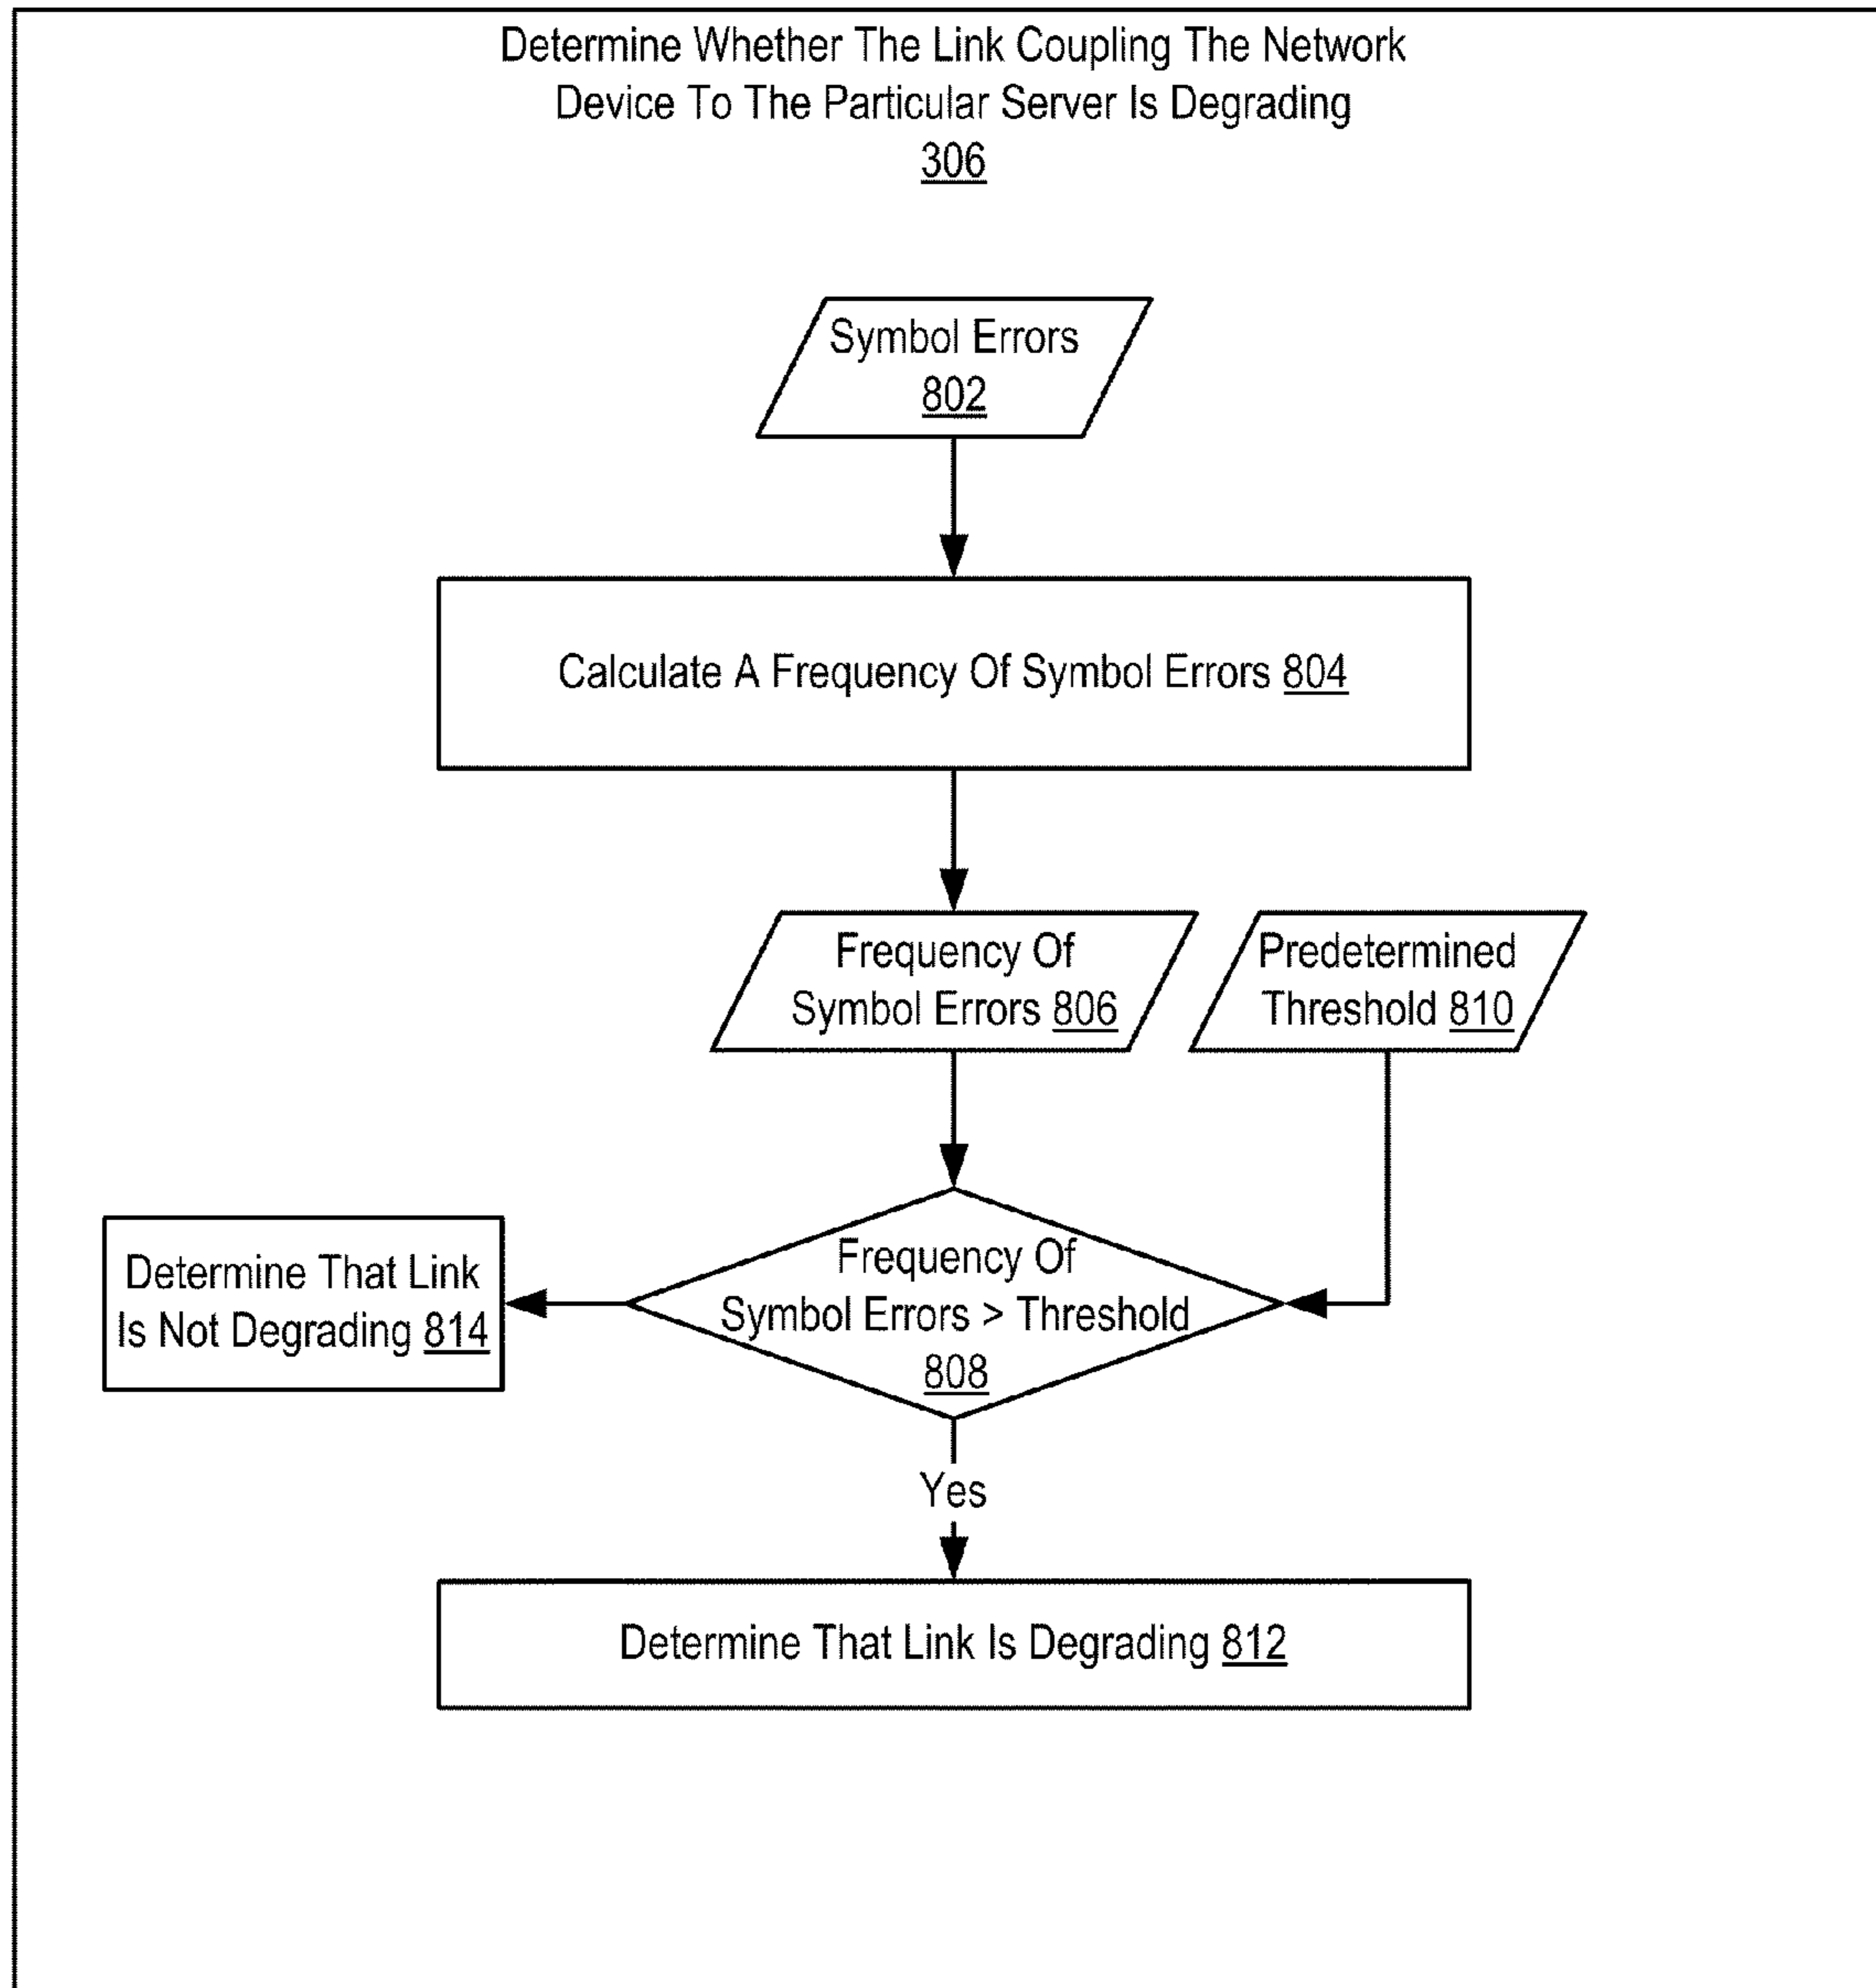 Determine Whether The Link Coupling The Network
Device To The Particular Server Is Degrading
306
Symbol Errors
802
Calculate A Frequency Of Symbol Errors 804
Frequency Of
Symbol Errors 806
Predetermined
Threshold 810
Frequency Of
Symbol Errors > Threshold
808
Determine That Link
Is Not Degrading 814
Yes
Determine That Link Is Degrading 812